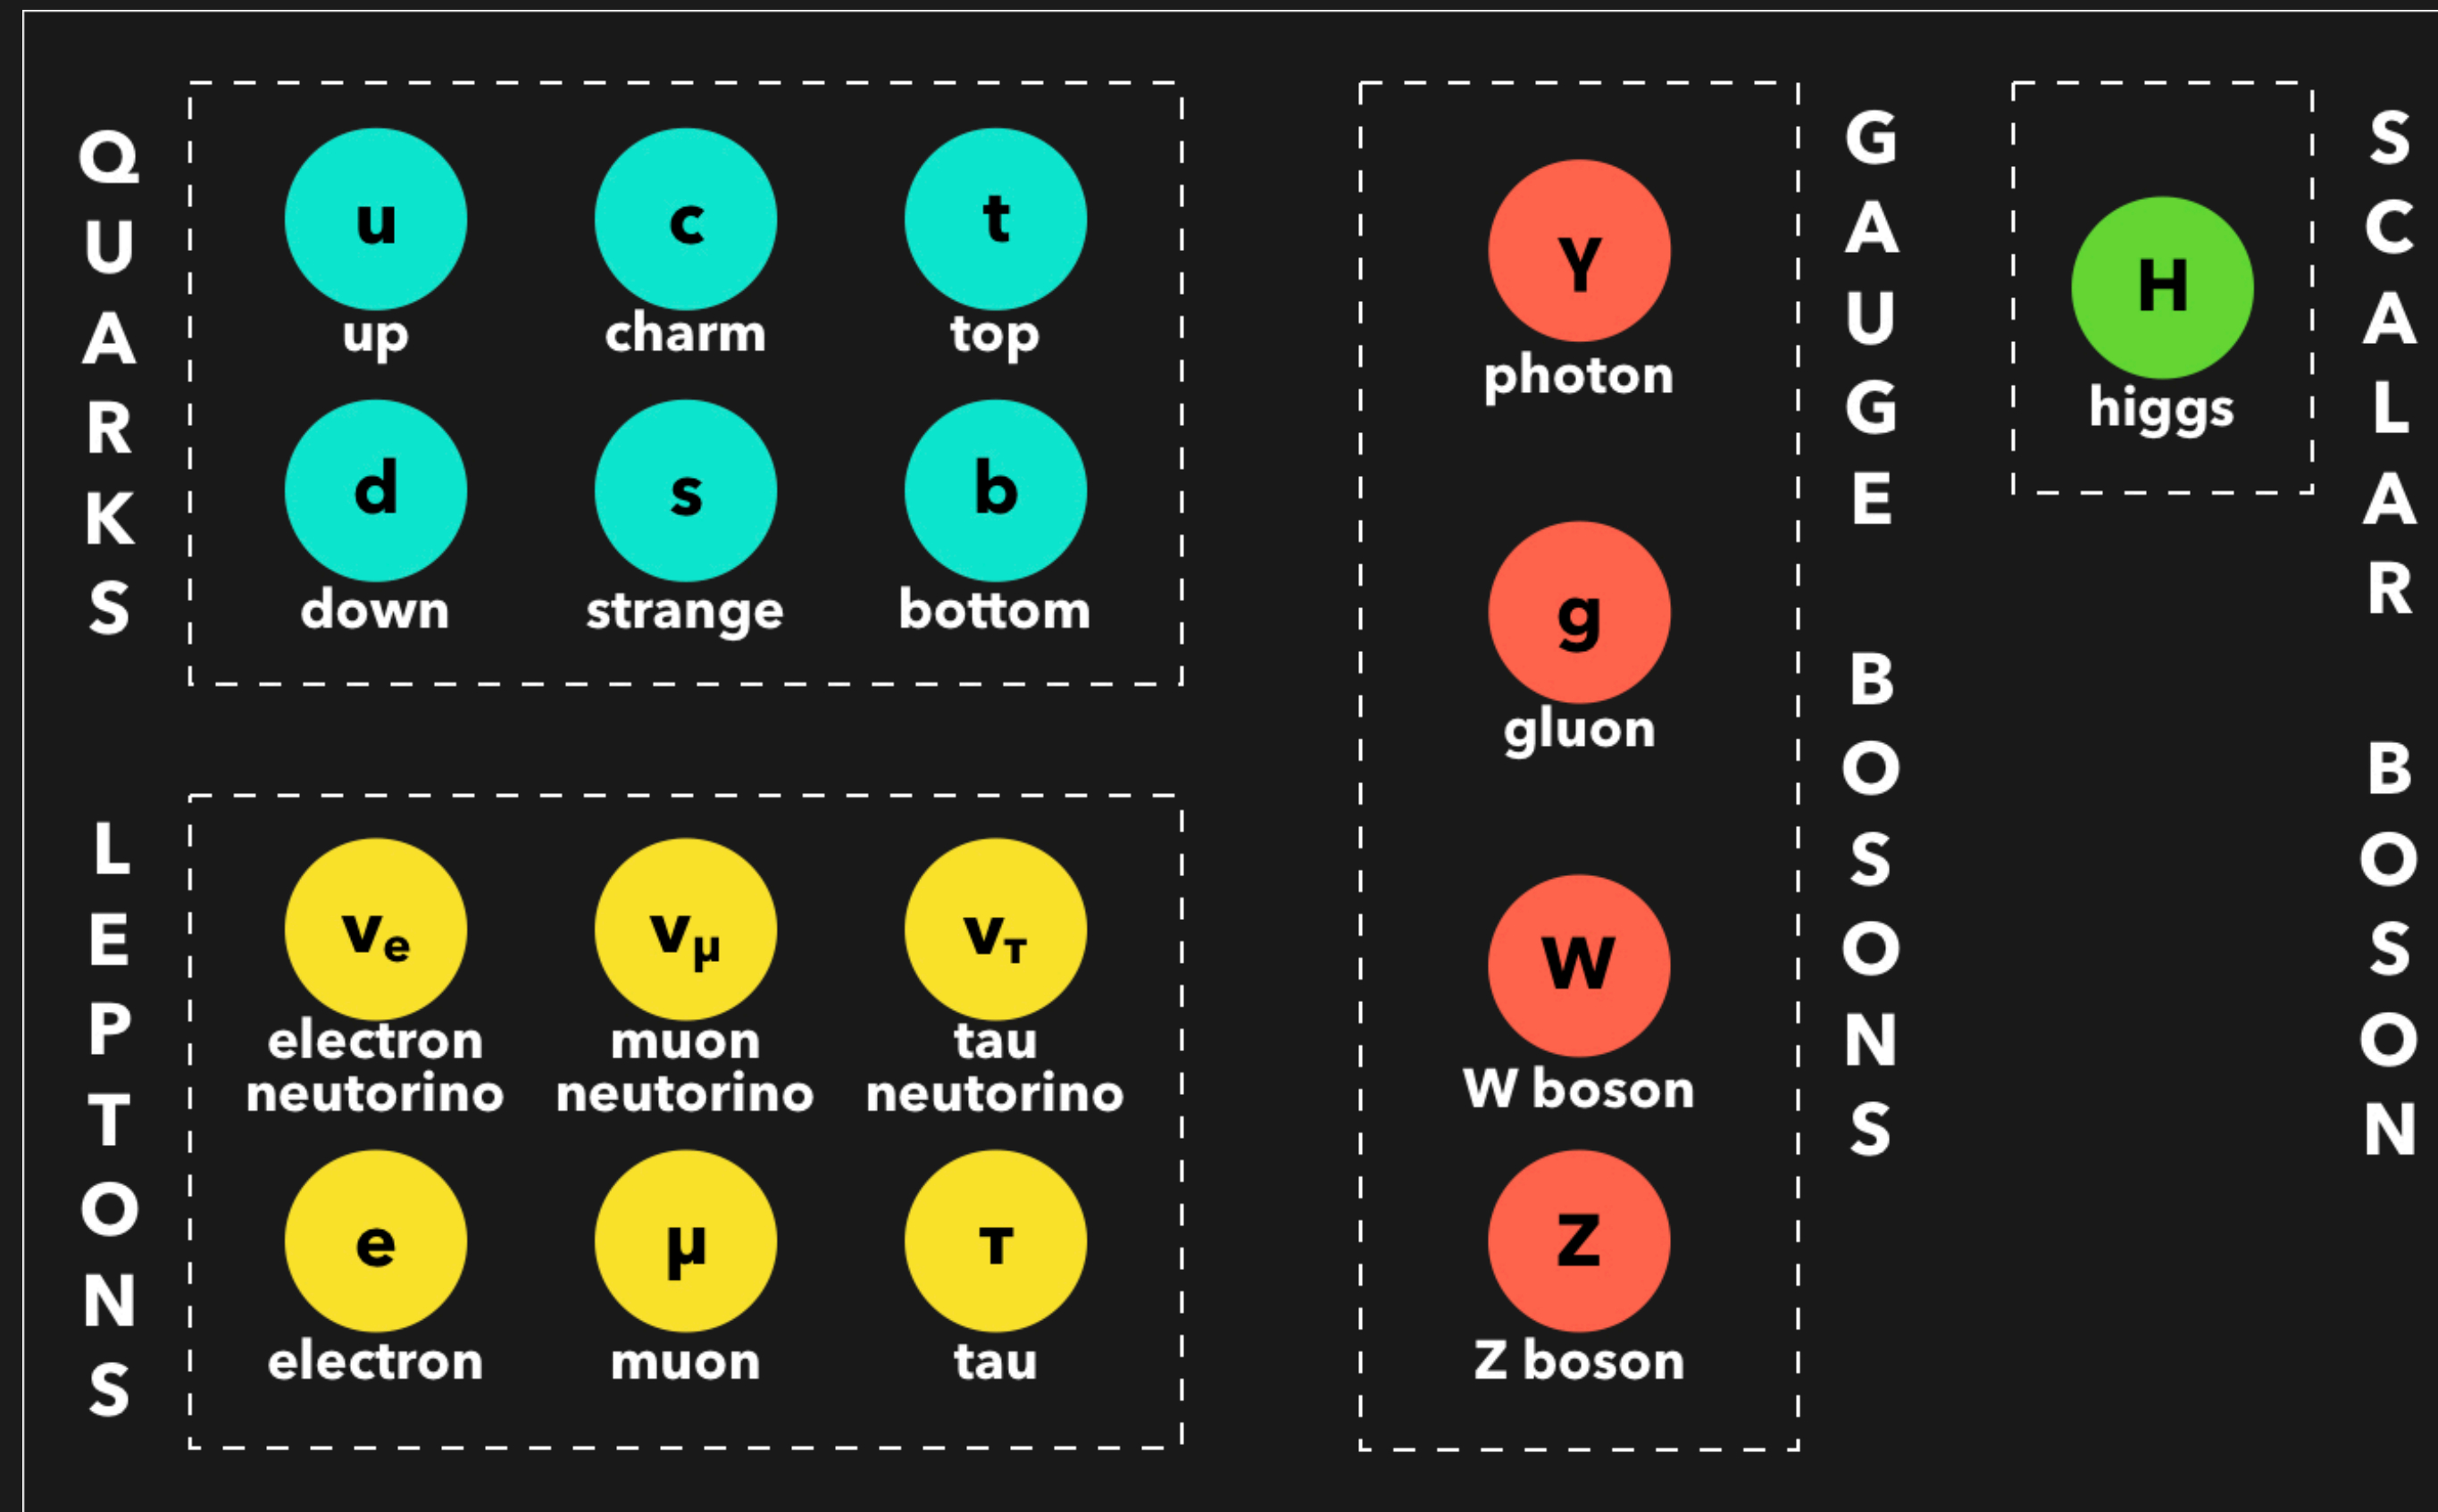 QUARKS
u
c
t
up
charm
top
d
s
b
down
strange
bottom
LEPTONS
νe
νμ
ντ
electron
neutorino
muon
neutorino
tau
neutorino
e
μ
τ
electron
muon
tau
γ
photon
g
gluon
W
W boson
Z
Z boson
GAUGE BOSONS
H
higgs
SCALAR BOSON